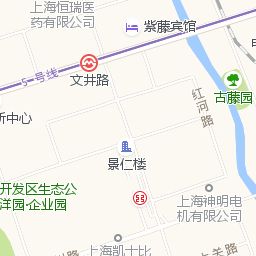 上海恒瑞医
药有限公司
紫藤宾馆
5-号线
文井路
古藤园
红河路
新中心
景仁楼
开发区生态公
洋园·企业园
上海神明电
机有限公司
上海凯士比